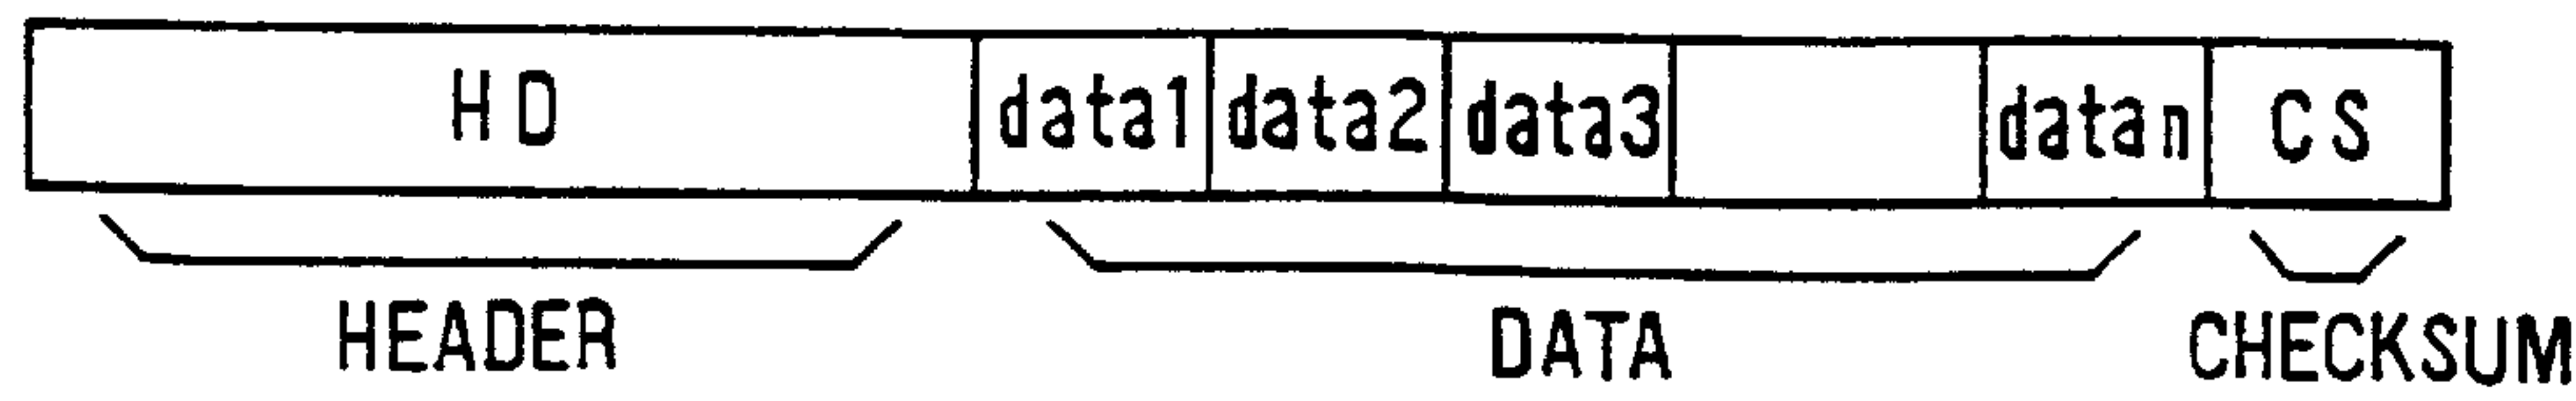 HD data1 data2 data3 datan CS
HEADER DATA CHECKSUM